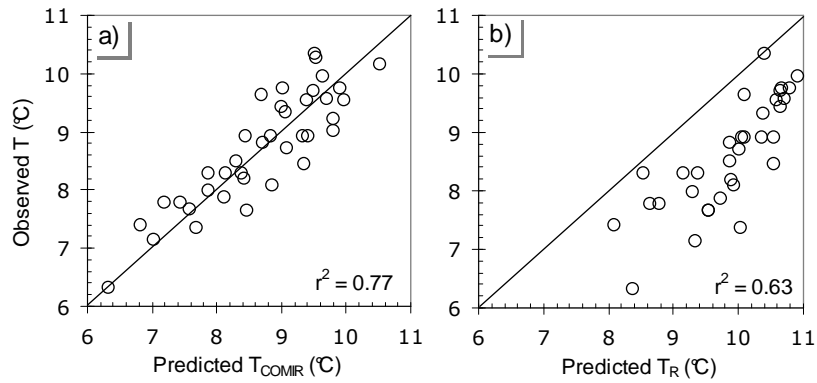 a)
Observed T (°C)
11
10
9
8
7
6
r² = 0.77
6 7 8 9 10 11
Predicted T_COMIR (°C)
b)
11
10
9
8
7
6
r² = 0.63
6 7 8 9 10 11
Predicted T_R (°C)